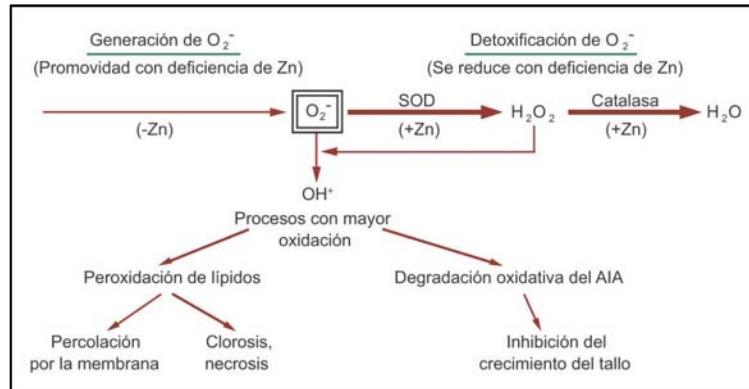 Generación de O₂⁻
(Promovidad con deficiencia de Zn)
Detoxificación de O₂⁻
(Se reduce con deficiencia de Zn)
(-Zn)
O₂⁻
SOD
(+Zn)
H₂O₂
Catalasa
(+Zn)
H₂O
OH⁺
Procesos con mayor
oxidación
Peroxidación de lípidos
Degradación oxidativa del AIA
Percolación
por la membrana
Clorosis,
necrosis
Inhibición del
crecimiento del tallo